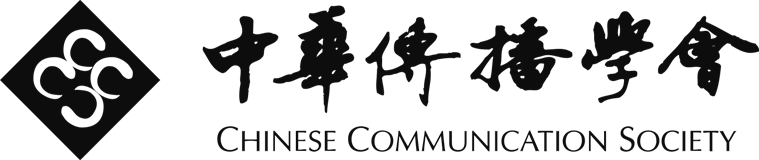 中華傳播學會
CHINESE COMMUNICATION SOCIETY